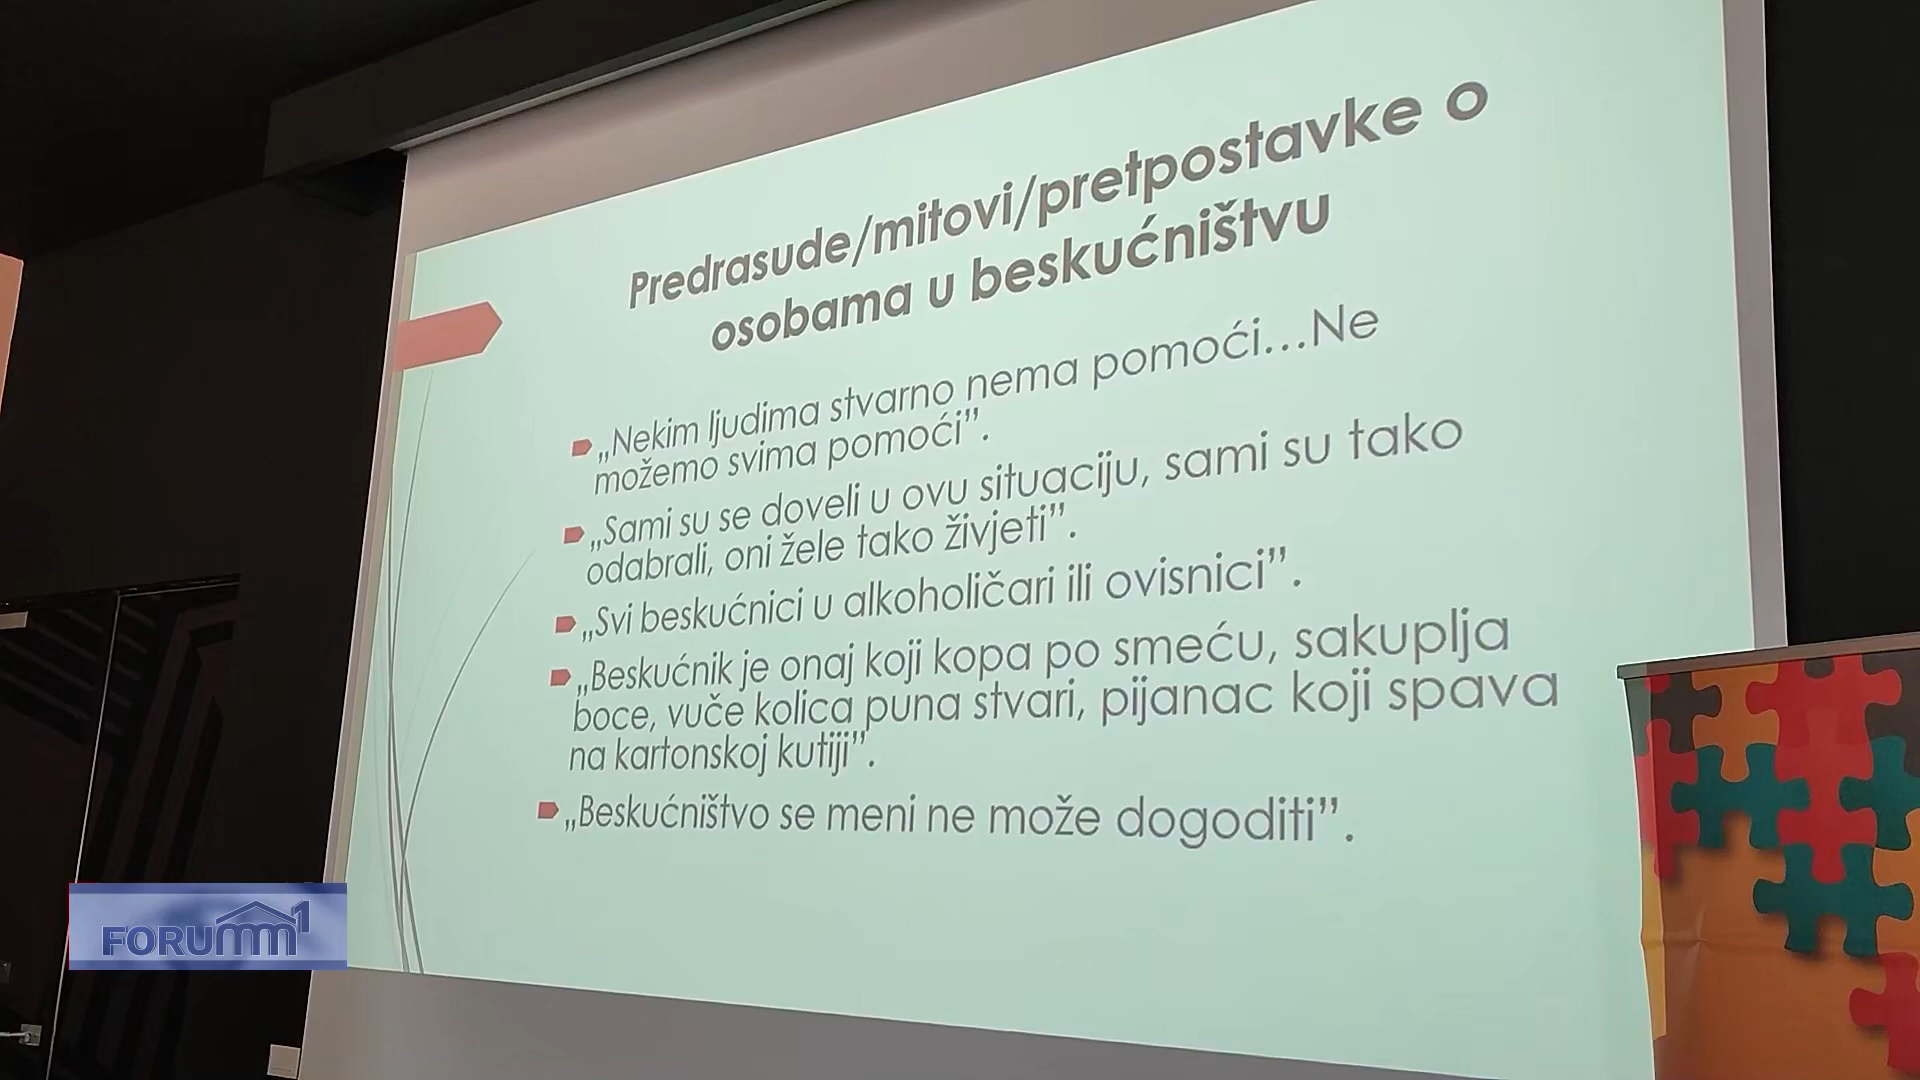 Predrasude/mitovi/pretpostavke o
osobama u beskućništvu
„Nekim ljudima stvarno nema pomoći...Ne
možemo svima pomoći”.
„Sami su se doveli u ovu situaciju, sami su tako
odabrali, oni žele tako živjeti”.
„Svi beskućnici u alkoholičari ili ovisnici”.
„Beskućnik je onaj koji kopa po smeću, sakuplja
boce, vuče kolica puna stvari, pijanac koji spava
na kartonskoj kutiji”.
„Beskućništvo se meni ne može dogoditi”.
FORUM 1